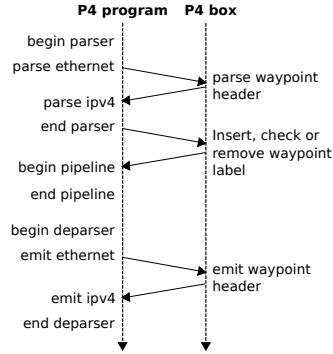 P4 program P4 box
begin parser
parse ethernet
parse waypoint
header
parse ipv4
end parser
Insert, check or
remove waypoint
label
begin pipeline
end pipeline
begin deparser
emit ethernet
emit waypoint
header
emit ipv4
end deparser